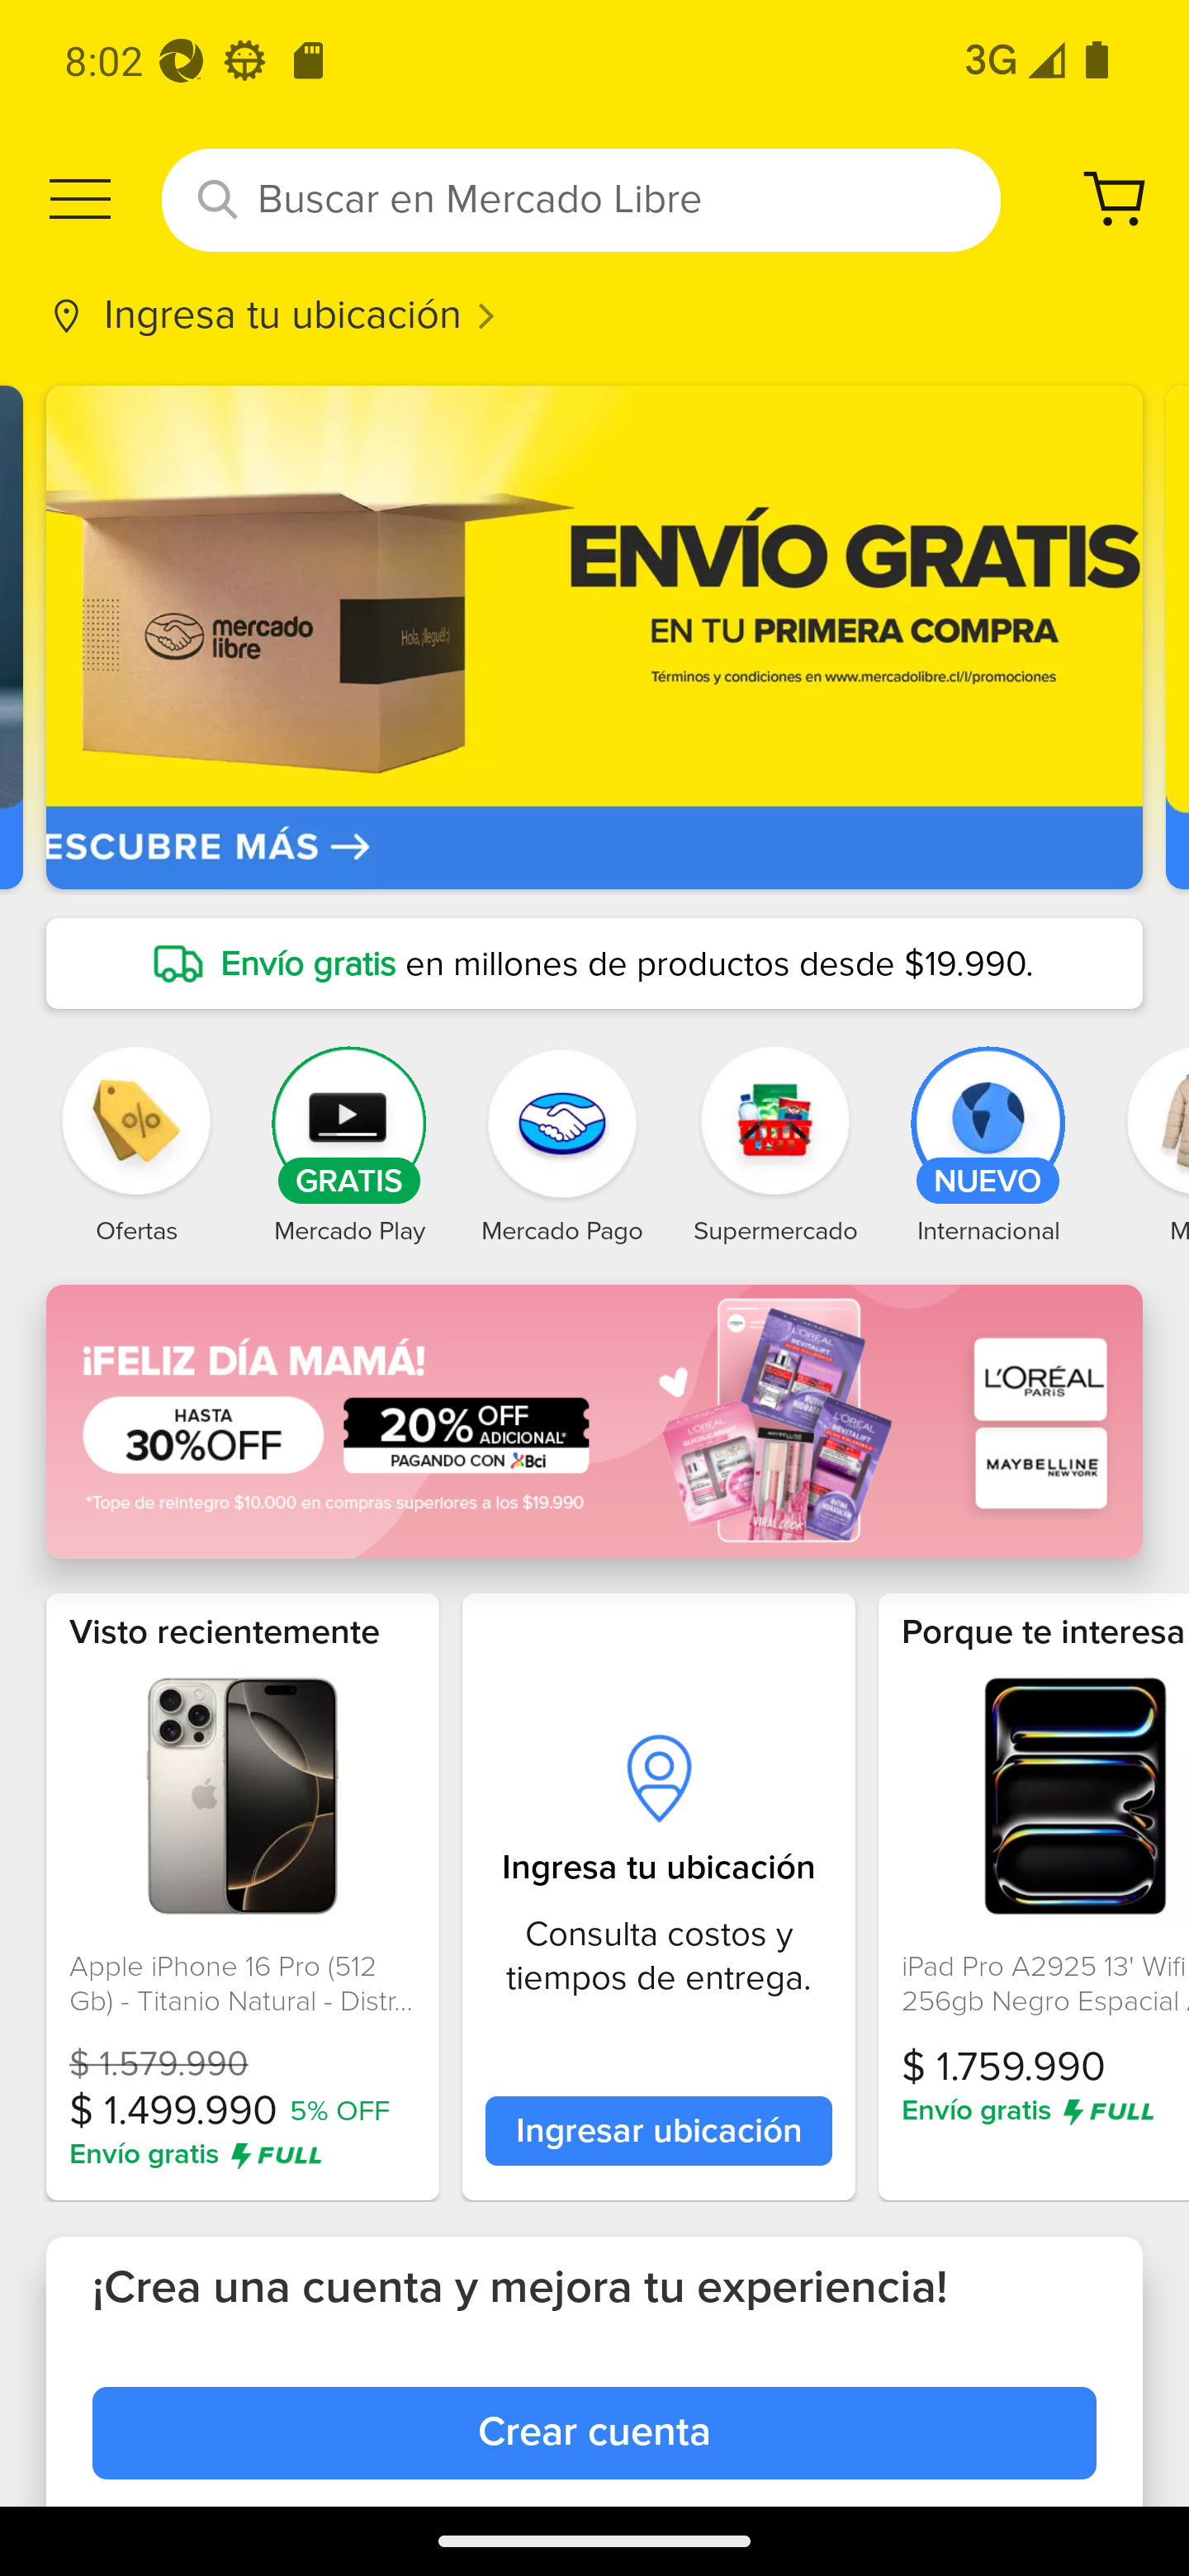 8:02
3G
Buscar en Mercado Libre
Ingresa tu ubicación
mercado
libre
Hola, ¡llegué!:)
ENVÍO GRATIS
EN TU PRIMERA COMPRA
Términos y condiciones en www.mercadolibre.cl/l/promociones
ESCUBRE MÁS →
Envío gratis en millones de productos desde $19.990.
GRATIS
NUEVO
Ofertas
Mercado Play
Mercado Pago
Supermercado
Internacional
M
¡FELIZ DÍA MAMÁ!
HASTA
30%OFF
20% OFF
ADICIONAL*
PAGANDO CON Bci
*Tope de reintegro $10.000 en compras superiores a los $19.990
L'ORÉAL
REVITALIFT
L'ORÉAL
MAYBELLINE
L'ORÉAL
REVITALIFT
L'ORÉAL
PARIS
MAYBELLINE
NEW YORK
Visto recientemente
Apple iPhone 16 Pro (512
Gb) - Titanio Natural - Distr...
$ 1.579.990
$ 1.499.990 5% OFF
Envío gratis FULL
Ingresa tu ubicación
Consulta costos y
tiempos de entrega.
Ingresar ubicación
Porque te interesa
iPad Pro A2925 13' Wifi
256gb Negro Espacial
$ 1.759.990
Envío gratis FULL
¡Crea una cuenta y mejora tu experiencia!
Crear cuenta